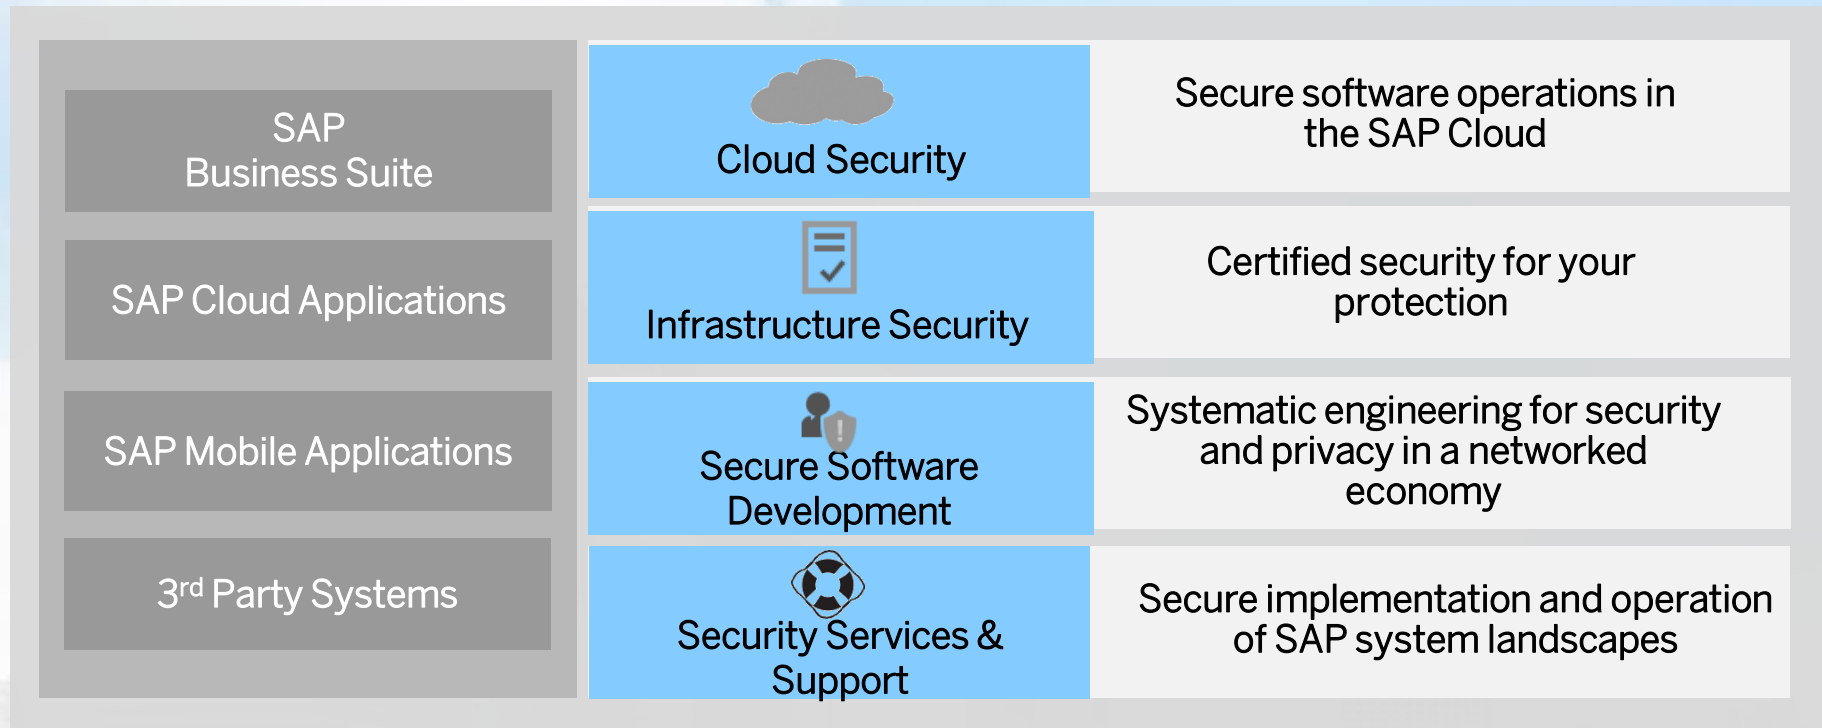 SAP
Business Suite
SAP Cloud Applications
SAP Mobile Applications
3rd Party Systems
Cloud Security
Secure software operations in
the SAP Cloud
Infrastructure Security
Certified security for your
protection
Secure Software
Development
Systematic engineering for security
and privacy in a networked
economy
Security Services &
Support
Secure implementation and operation
of SAP system landscapes